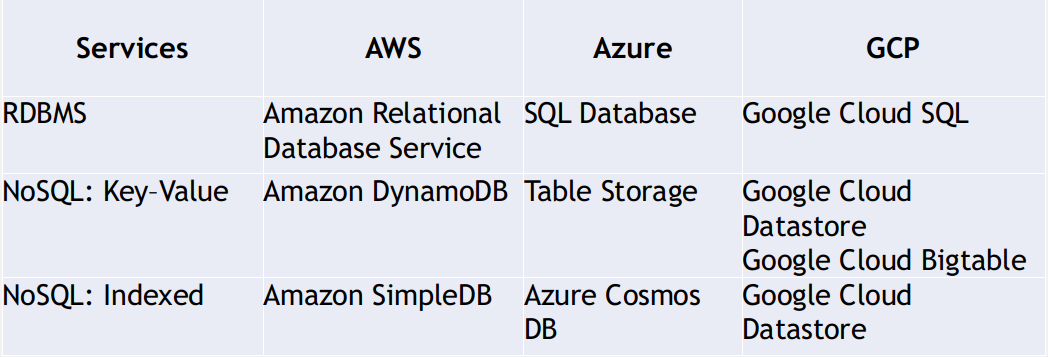 Services AWS Azure GCP
RDBMS Amazon Relational SQL Database Google Cloud SQL
Database Service
NoSQL: Key–Value Amazon DynamoDB Table Storage Google Cloud
Datastore
Google Cloud Bigtable
NoSQL: Indexed Amazon SimpleDB Azure Cosmos Google Cloud
DB Datastore